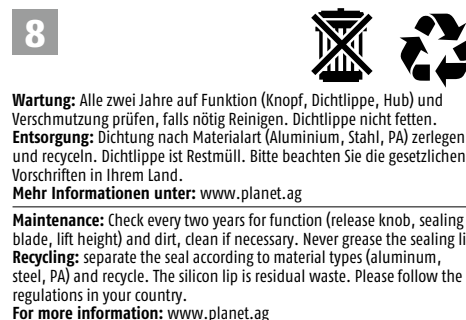 8
Wartung: Alle zwei Jahre auf Funktion (Knopf, Dichtlippe, Hub) und
Verschmutzung prüfen, falls nötig Reinigen. Dichtlippe nicht fetten.
Entsorgung: Dichtung nach Materialart (Aluminium, Stahl, PA) zerlegen
und recyceln. Dichtlippe ist Restmüll. Bitte beachten Sie die gesetzlichen
Vorschriften in Ihrem Land.
Mehr Informationen unter: www.planet.ag
Maintenance: Check every two years for function (release knob, sealing
blade, lift height) and dirt, clean if necessary. Never grease the sealing
Recycling: separate the seal according to material types (aluminum,
steel, PA) and recycle. The silicon lip is residual waste. Please follow the
regulations in your country.
For more information: www.planet.ag